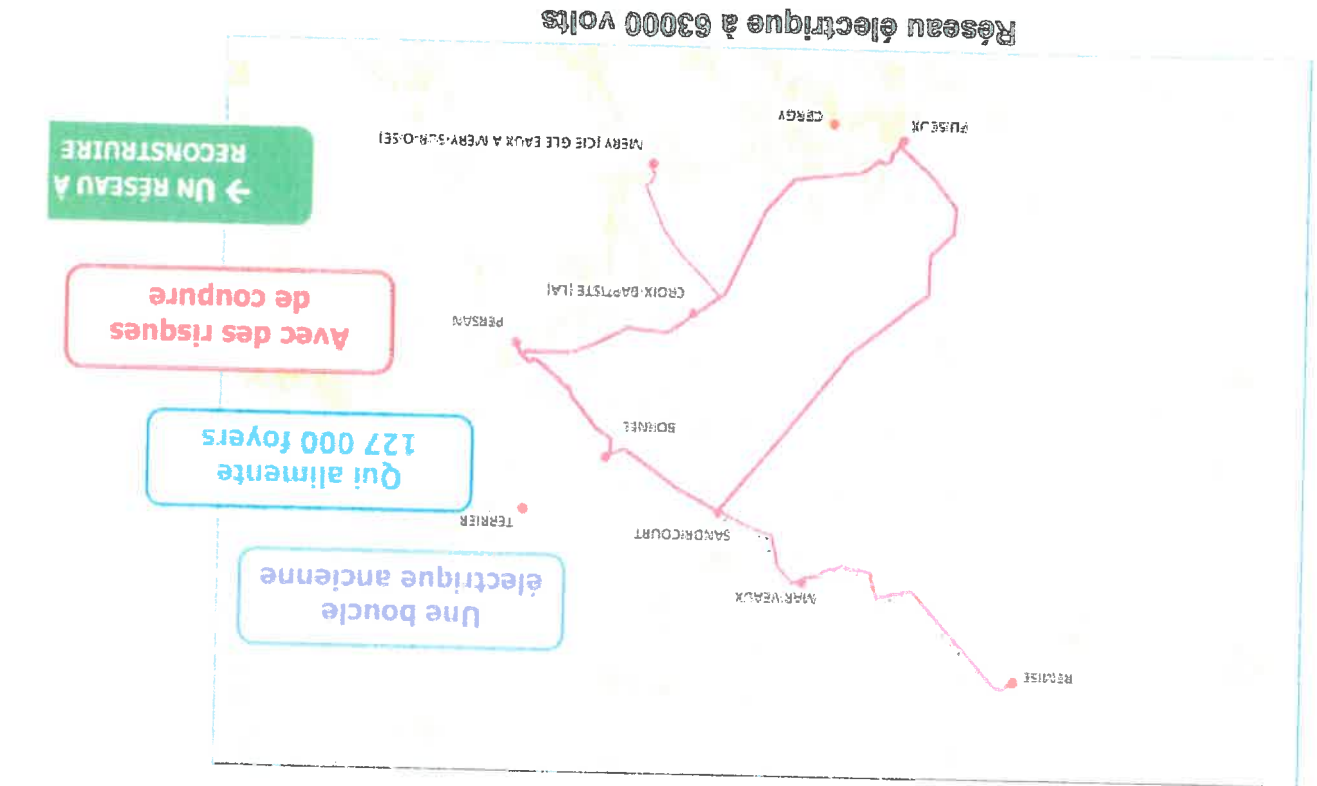 REMISE
Une boucle
électrique ancienne
MARIVEAUX
SANDRICOURT
TERRIER
Qui alimente
127 000 foyers
BORNEL
PERSAN
Avec des risques
de coupure
CROIX-BAPTISTE (LA)
→ UN RÉSEAU À
RECONSTRUIRE
MERY (CIE GLE EAUX A MERY-SUR-OISE)
PUISEUX
CERGY
Réseau électrique à 63000 volts